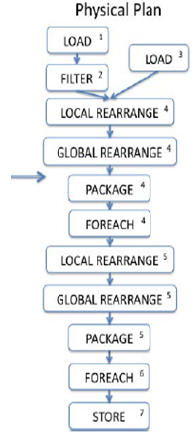 Physical Plan
LOAD 1
LOAD 3
FILTER 2
LOCAL REARRANGE 4
GLOBAL REARRANGE 4
PACKAGE 4
FOREACH 4
LOCAL REARRANGE 5
GLOBAL REARRANGE 5
PACKAGE 5
FOREACH 6
STORE 7